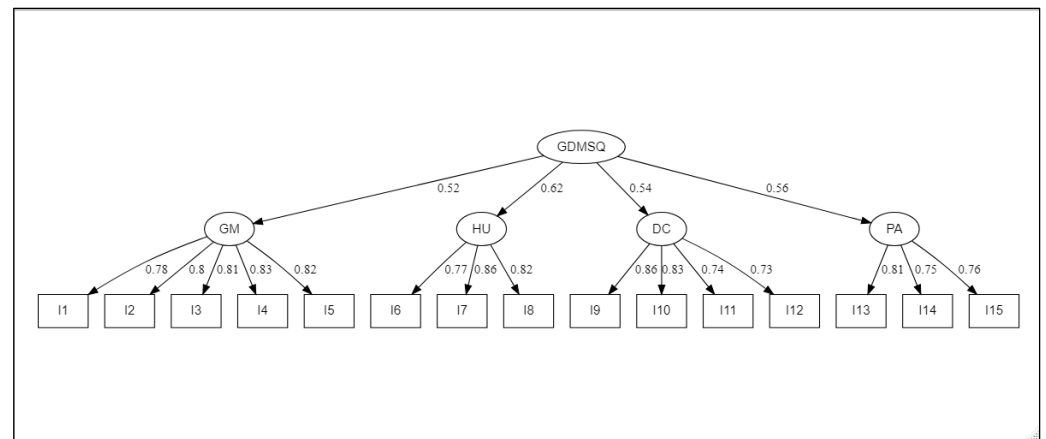 GDMSQ
0.52 0.62 0.54 0.56
GM HU DC PA
0.78 0.8 0.81 0.83 0.82 0.77 0.86 0.82 0.86 0.83 0.74 0.73 0.81 0.75 0.76
I1 I2 I3 I4 I5 I6 I7 I8 I9 I10 I11 I12 I13 I14 I15